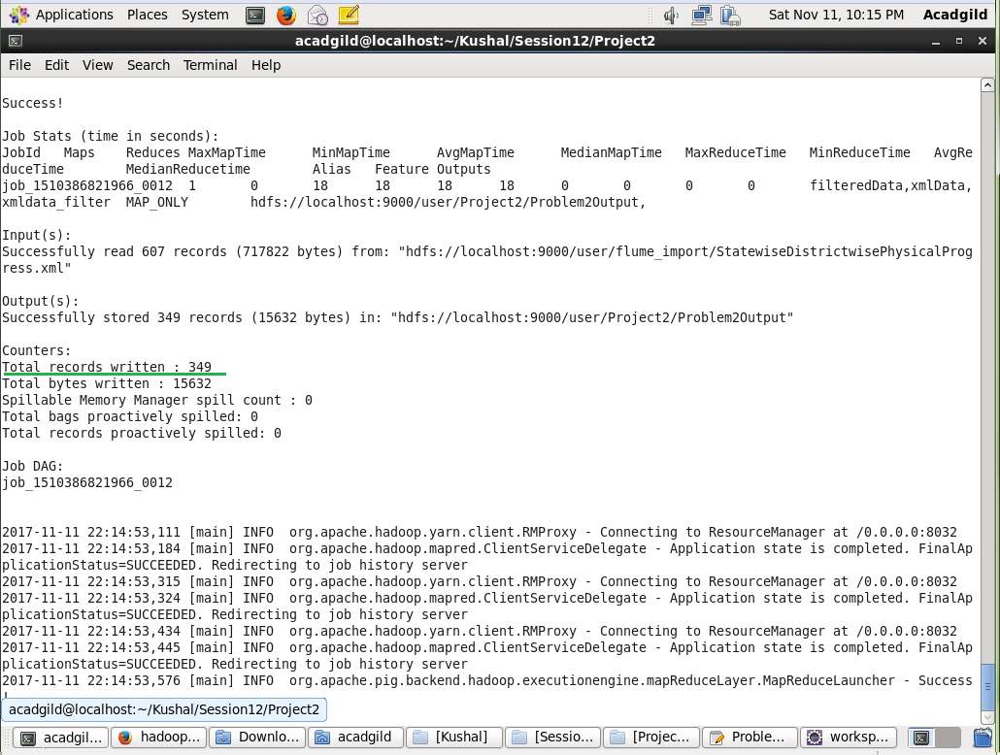 Applications Places System Sat Nov 11, 10:15 PM Acadgild
acadgild@localhost:~/Kushal/Session12/Project2
File Edit View Search Terminal Help
Success!
Job Stats (time in seconds):
JobId Maps Reduces MaxMapTime MinMapTime AvgMapTime MedianMapTime MaxReduceTime MinReduceTime AvgRe
duceTime MedianReducetime Alias Feature Outputs
job_1510386821966_0012 1 0 18 18 18 18 0 0 0 0 filteredData,xmlData,
xmldata_filter MAP_ONLY hdfs://localhost:9000/user/Project2/Problem2Output,
Input(s):
Successfully read 607 records (717822 bytes) from: "hdfs://localhost:9000/user/flume_import/StatewiseDistrictwisePhysicalProg
ress.xml"
Output(s):
Successfully stored 349 records (15632 bytes) in: "hdfs://localhost:9000/user/Project2/Problem2Output"
Counters:
Total records written : 349
Total bytes written : 15632
Spillable Memory Manager spill count : 0
Total bags proactively spilled: 0
Total records proactively spilled: 0
Job DAG:
job_1510386821966_0012
2017-11-11 22:14:53,111 [main] INFO org.apache.hadoop.yarn.client.RMProxy - Connecting to ResourceManager at /0.0.0.0:8032
2017-11-11 22:14:53,184 [main] INFO org.apache.hadoop.mapred.ClientServiceDelegate - Application state is completed. FinalAp
plicationStatus=SUCCEEDED. Redirecting to job history server
2017-11-11 22:14:53,315 [main] INFO org.apache.hadoop.yarn.client.RMProxy - Connecting to ResourceManager at /0.0.0.0:8032
2017-11-11 22:14:53,324 [main] INFO org.apache.hadoop.mapred.ClientServiceDelegate - Application state is completed. FinalAp
plicationStatus=SUCCEEDED. Redirecting to job history server
2017-11-11 22:14:53,434 [main] INFO org.apache.hadoop.yarn.client.RMProxy - Connecting to ResourceManager at /0.0.0.0:8032
2017-11-11 22:14:53,445 [main] INFO org.apache.hadoop.mapred.ClientServiceDelegate - Application state is completed. FinalAp
plicationStatus=SUCCEEDED. Redirecting to job history server
2017-11-11 22:14:53,576 [main] INFO org.apache.pig.backend.hadoop.executionengine.mapReduceLayer.MapReduceLauncher - Success
!
acadgild@localhost:~/Kushal/Session12/Project2
acadgil... hadoop... Downlo... acadgild [Kushal] [Sessio... [Projec... Proble... worksp...